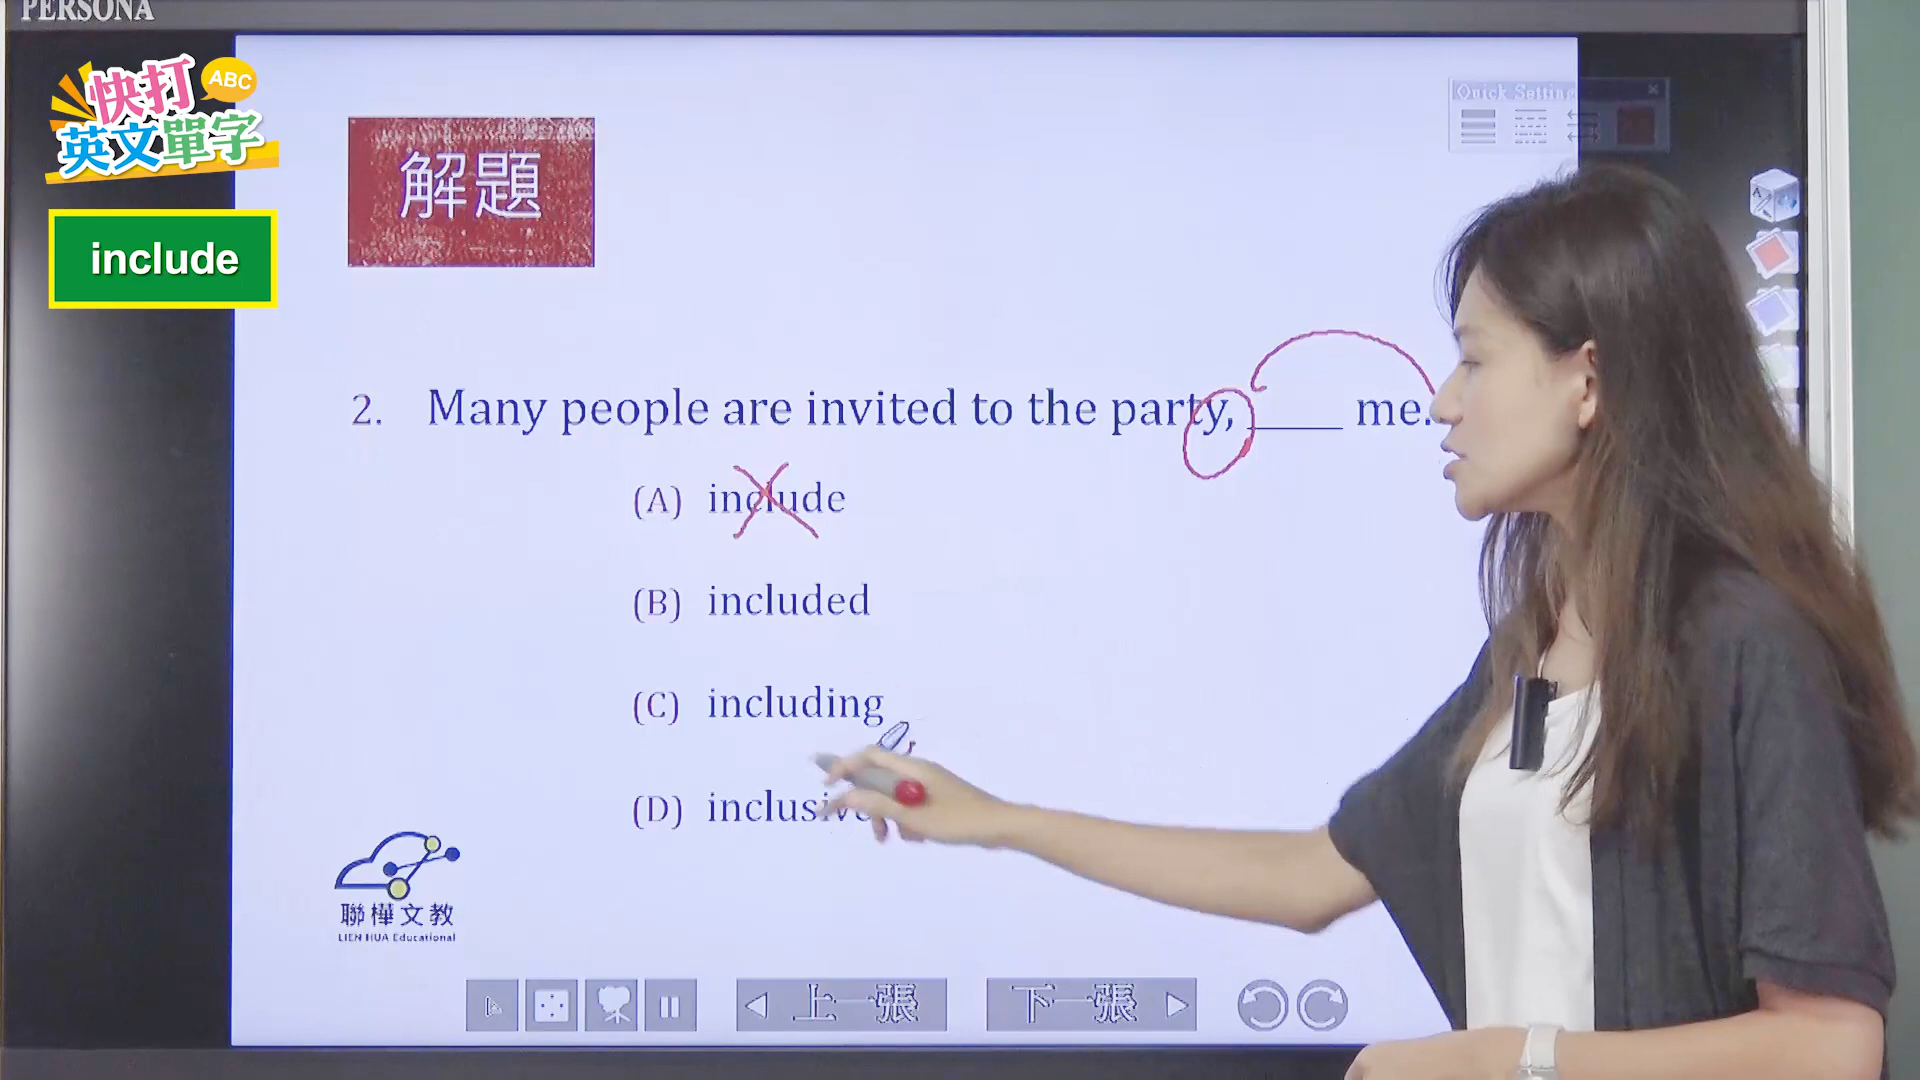 PERSONA
快打
ABC
英文單字
include
解題
Quick Setting
2. Many people are invited to the party, ____ me.
(A) include
(B) included
(C) including
(D) inclusive
聯樺文教
LIEN HUA Educational
上一張
下一張